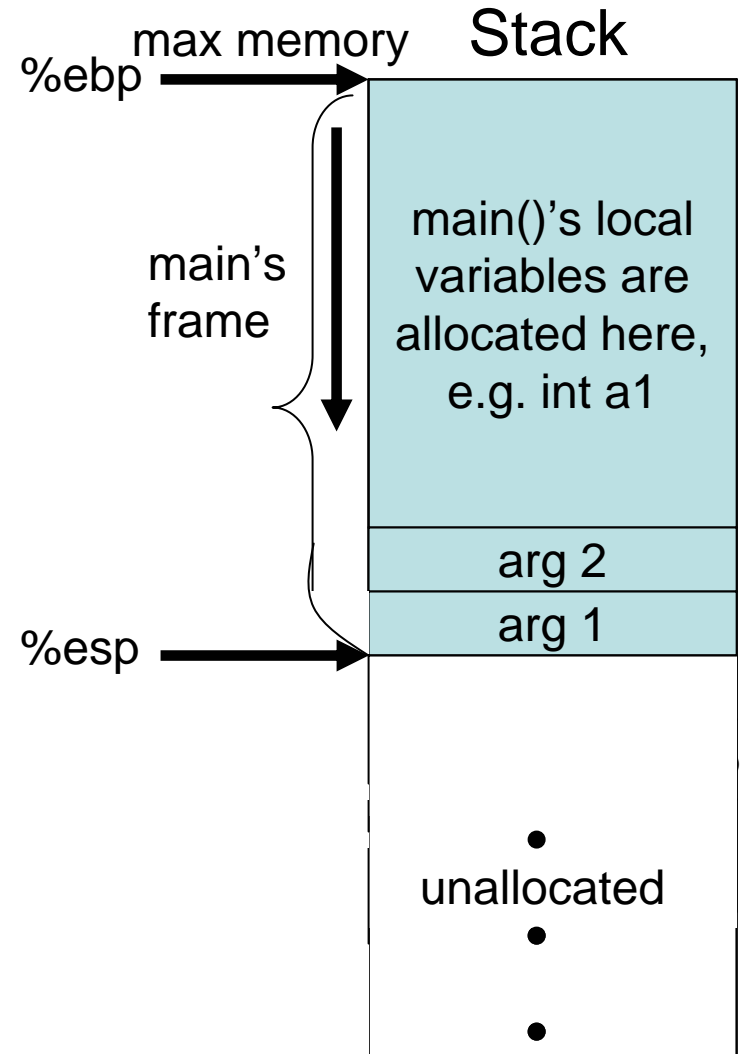 max memory
Stack
%ebp
main()’s local
variables are
allocated here,
e.g. int a1
main’s
frame
arg 2
arg 1
%esp
unallocated